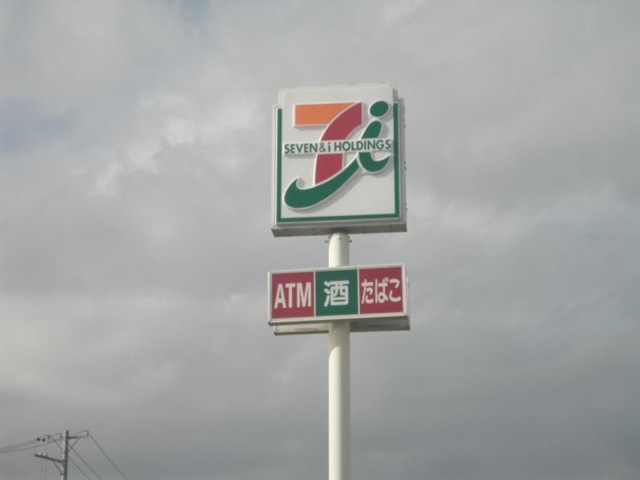 SEVEN&i HOLDINGS
ATM 酒 たばこ